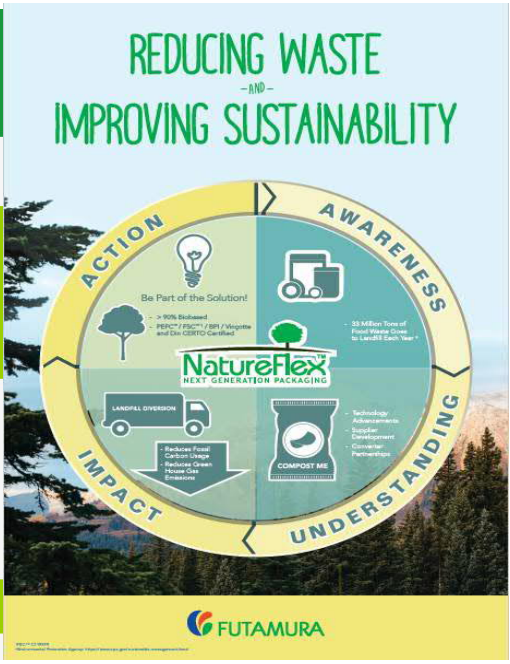 REDUCING WASTE
– AND –
IMPROVING SUSTAINABILITY
ACTION
AWARENESS
Be Part of the Solution!
- > 90% Biobased
- PEFC™ / FSC™¹ / BPI / Vinçotte
and Din CERTO Certified
- 33 Million Tons of
Food Waste Goes
to Landfill Each Year
NatureFlex™
NEXT GENERATION PACKAGING
LANDFILL DIVERSION
- Reduces Fossil
Carbon Usage
- Reduces Green
House Gas
Emissions
COMPOST ME
- Technology
Advancements
- Supplier
Development
- Converter
Partnerships
IMPACT
UNDERSTANDING
FUTAMURA